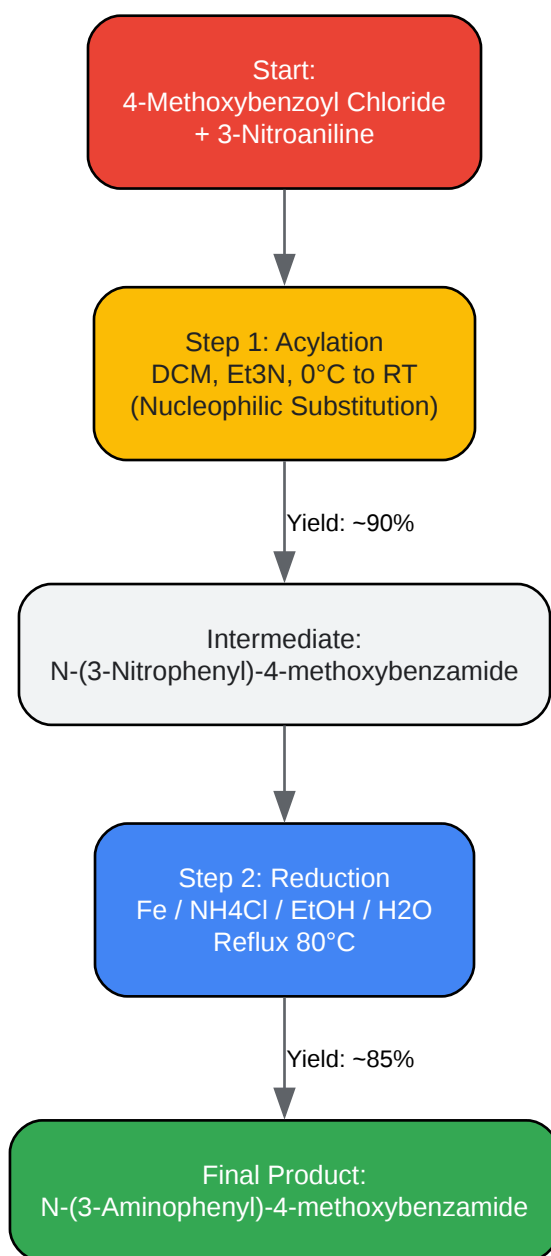 Start:
4-Methoxybenzoyl Chloride
+ 3-Nitroaniline
Step 1: Acylation
DCM, Et3N, 0°C to RT
(Nucleophilic Substitution)
Yield: ~90%
Intermediate:
N-(3-Nitrophenyl)-4-methoxybenzamide
Step 2: Reduction
Fe / NH4Cl / EtOH / H2O
Reflux 80°C
Yield: ~85%
Final Product:
N-(3-Aminophenyl)-4-methoxybenzamide